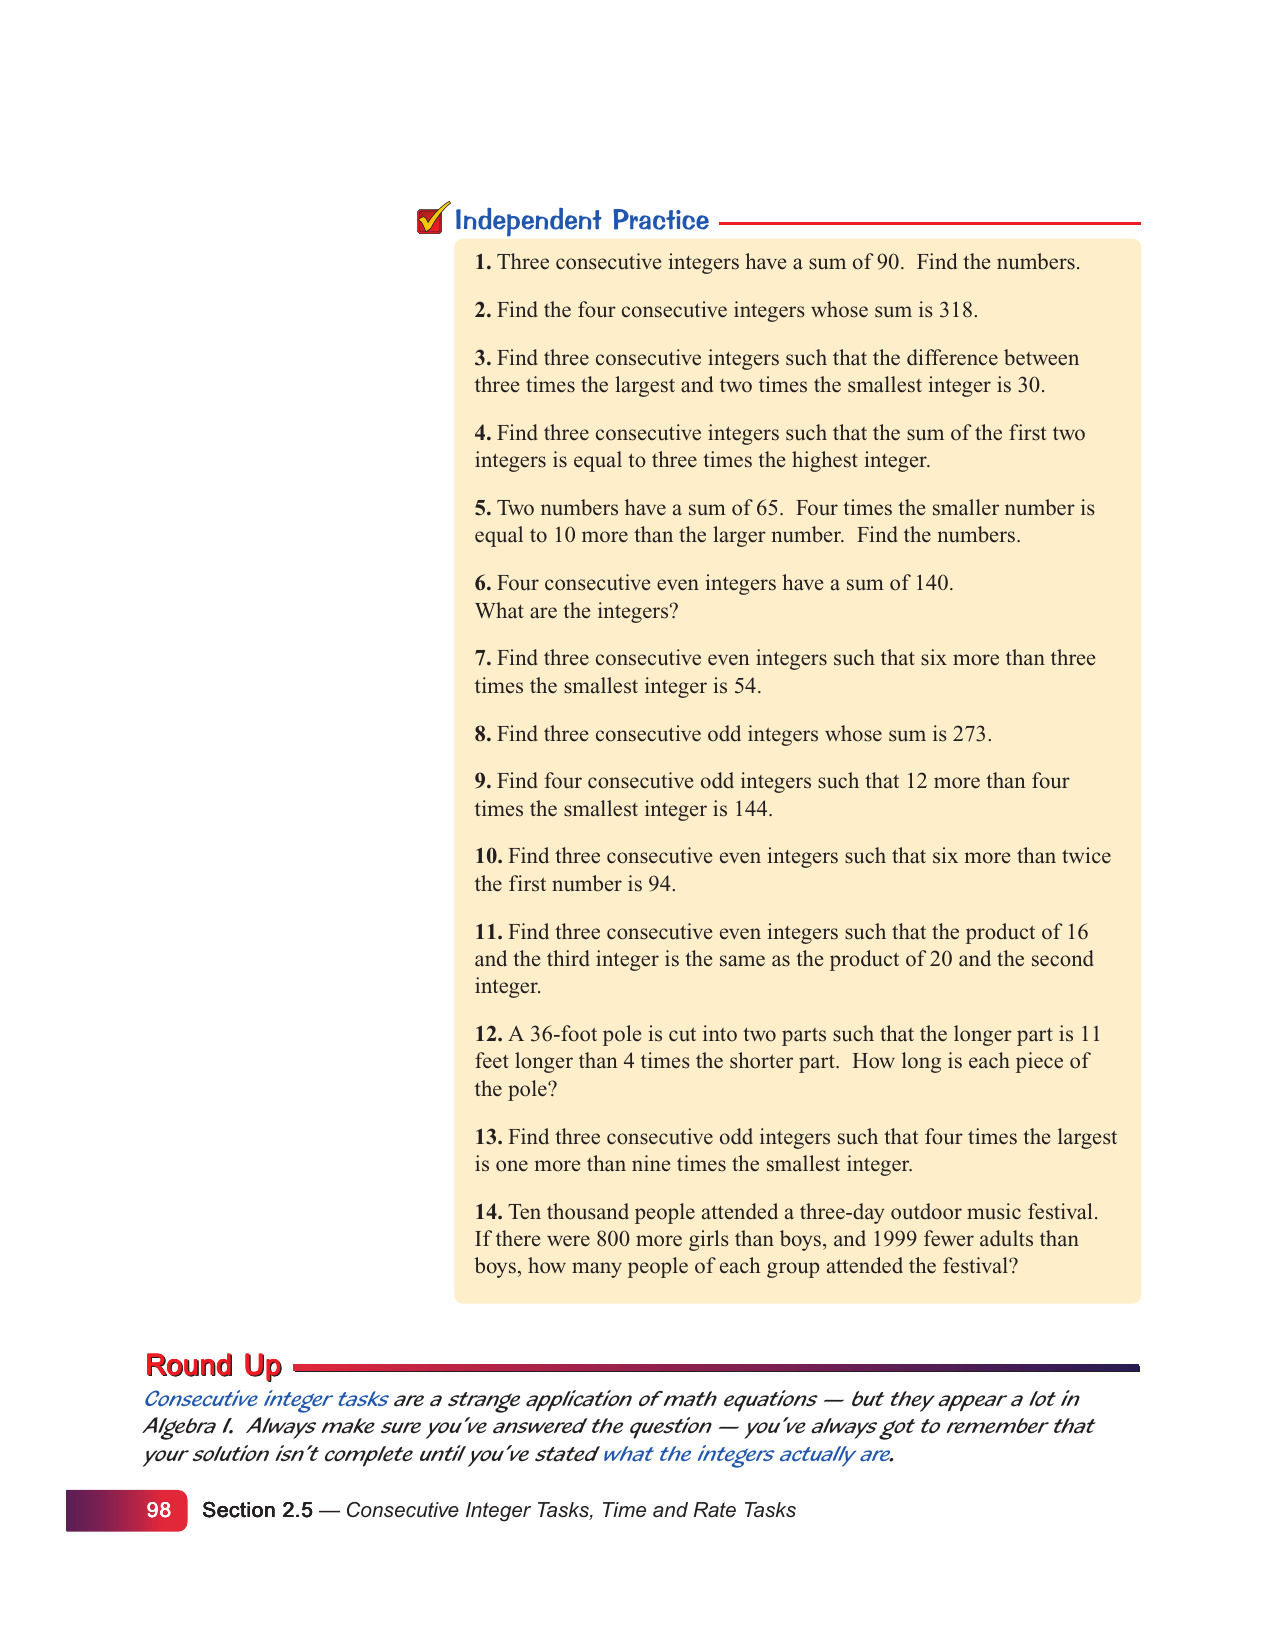 Independent Practice
1. Three consecutive integers have a sum of 90.  Find the numbers.
2. Find the four consecutive integers whose sum is 318.
3. Find three consecutive integers such that the difference between
three times the largest and two times the smallest integer is 30.
4. Find three consecutive integers such that the sum of the first two
integers is equal to three times the highest integer.
5. Two numbers have a sum of 65.  Four times the smaller number is
equal to 10 more than the larger number.  Find the numbers.
6. Four consecutive even integers have a sum of 140.
What are the integers?
7. Find three consecutive even integers such that six more than three
times the smallest integer is 54.
8. Find three consecutive odd integers whose sum is 273.
9. Find four consecutive odd integers such that 12 more than four
times the smallest integer is 144.
10. Find three consecutive even integers such that six more than twice
the first number is 94.
11. Find three consecutive even integers such that the product of 16
and the third integer is the same as the product of 20 and the second
integer.
12. A 36-foot pole is cut into two parts such that the longer part is 11
feet longer than 4 times the shorter part.  How long is each piece of
the pole?
13. Find three consecutive odd integers such that four times the largest
is one more than nine times the smallest integer.
14. Ten thousand people attended a three-day outdoor music festival.
If there were 800 more girls than boys, and 1999 fewer adults than
boys, how many people of each group attended the festival?
Round Up
Consecutive integer tasks are a strange application of math equations — but they appear a lot in
Algebra I.  Always make sure you've answered the question — you've always got to remember that
your solution isn't complete until you've stated what the integers actually are.
98 Section 2.5 — Consecutive Integer Tasks, Time and Rate Tasks